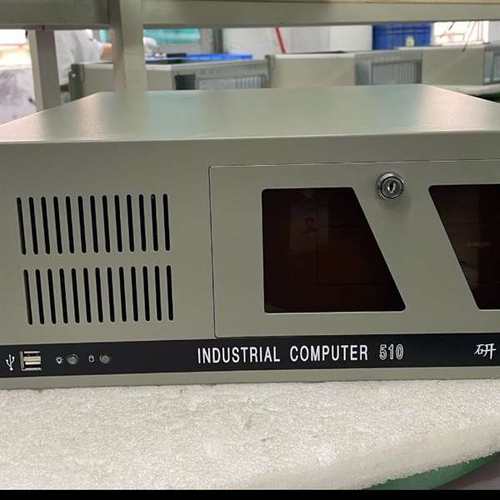 INDUSTRIAL COMPUTER 510
研